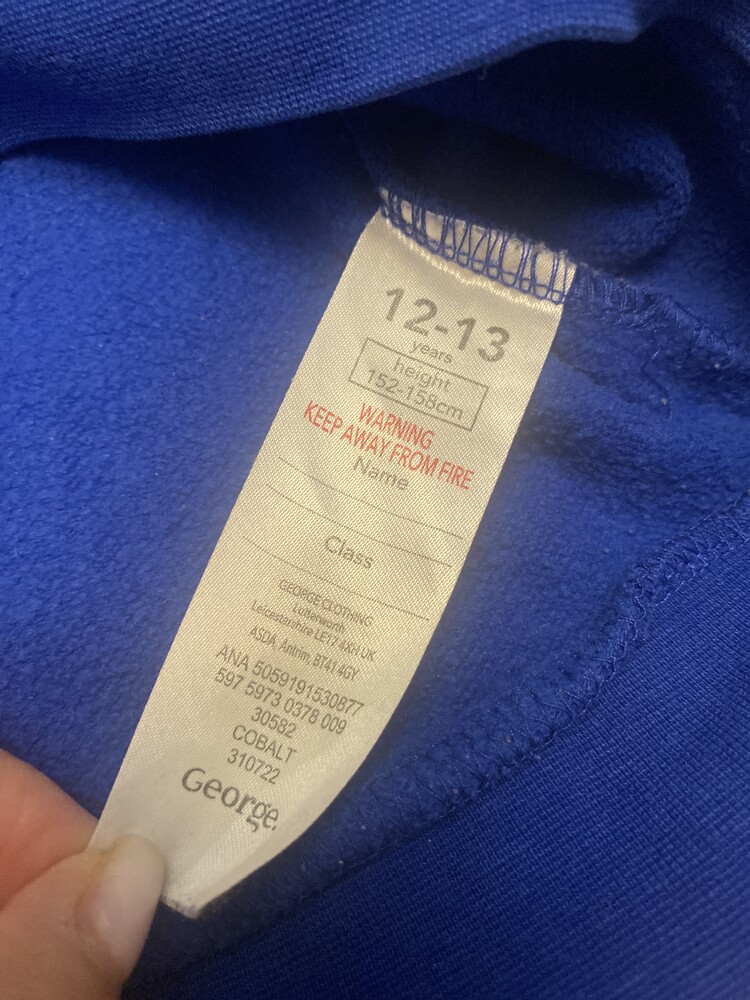 12-13
years
height
152-158cm
WARNING
KEEP AWAY FROM FIRE
Name
Class
GEORGE CLOTHING
Lutterworth
Leicestershire LE17 4XH UK
ASDA, Antrim, BT41 4GY
ANA 5059191530877
597 5973 0378 009
30582
COBALT
310722
George.